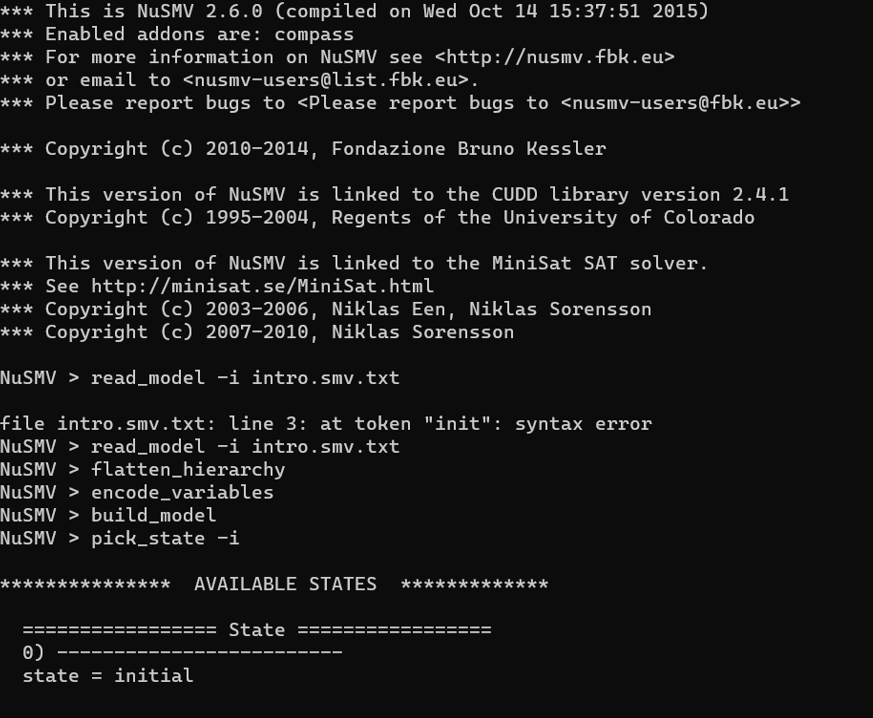 *** This is NuSMV 2.6.0 (compiled on Wed Oct 14 15:37:51 2015)
*** Enabled addons are: compass
*** For more information on NuSMV see <http://nusmv.fbk.eu>
*** or email to <nusmv-users@list.fbk.eu>.
*** Please report bugs to <Please report bugs to <nusmv-users@fbk.eu>>
*** Copyright (c) 2010-2014, Fondazione Bruno Kessler
*** This version of NuSMV is linked to the CUDD library version 2.4.1
*** Copyright (c) 1995-2004, Regents of the University of Colorado
*** This version of NuSMV is linked to the MiniSat SAT solver.
*** See http://minisat.se/MiniSat.html
*** Copyright (c) 2003-2006, Niklas Een, Niklas Sorensson
*** Copyright (c) 2007-2010, Niklas Sorensson
NuSMV > read_model -i intro.smv.txt
file intro.smv.txt: line 3: at token "init": syntax error
NuSMV > read_model -i intro.smv.txt
NuSMV > flatten_hierarchy
NuSMV > encode_variables
NuSMV > build_model
NuSMV > pick_state -i
***************  AVAILABLE STATES  *************
================= State =================
0) -------------------------
state = initial